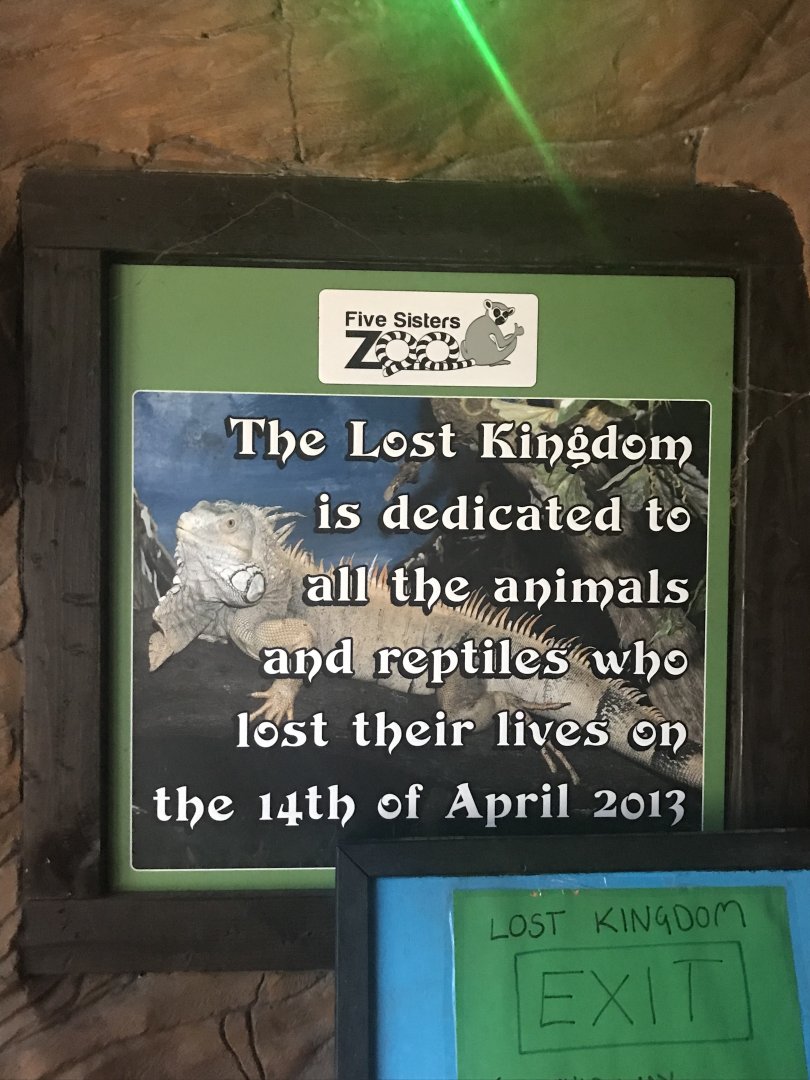 Five Sisters
ZOO
The Lost Kingdom
is dedicated to
all the animals
and reptiles who
lost their lives on
the 14th of April 2013
LOST KINGDOM
EXIT